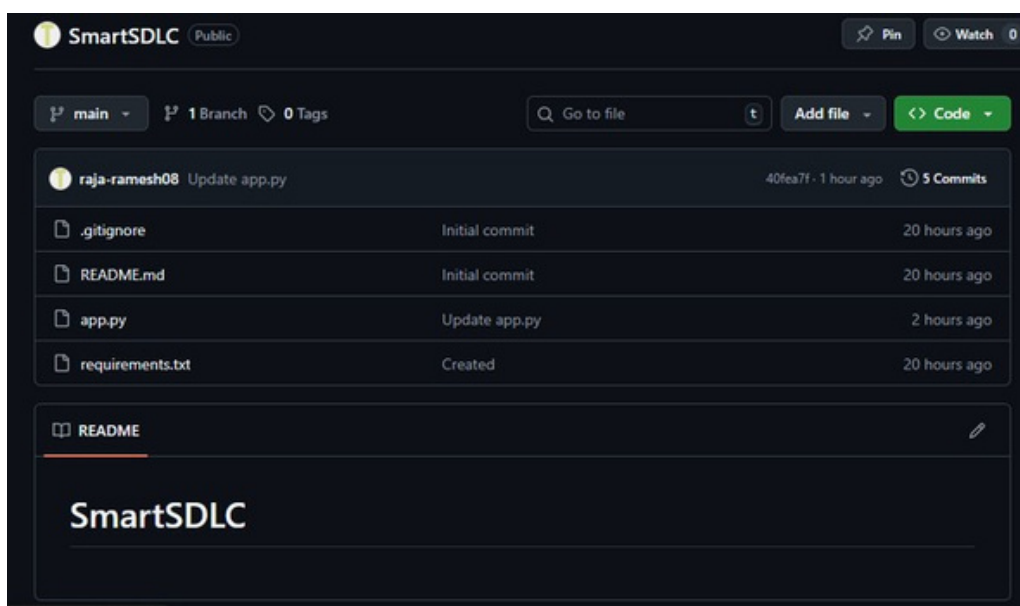 SmartSDLC Public Pin Watch 0
main 1 Branch 0 Tags Go to file t Add file <> Code
raja-ramesh08 Update app.py 40fea7f · 1 hour ago 5 Commits
.gitignore Initial commit 20 hours ago
README.md Initial commit 20 hours ago
app.py Update app.py 2 hours ago
requirements.txt Created 20 hours ago
README
SmartSDLC